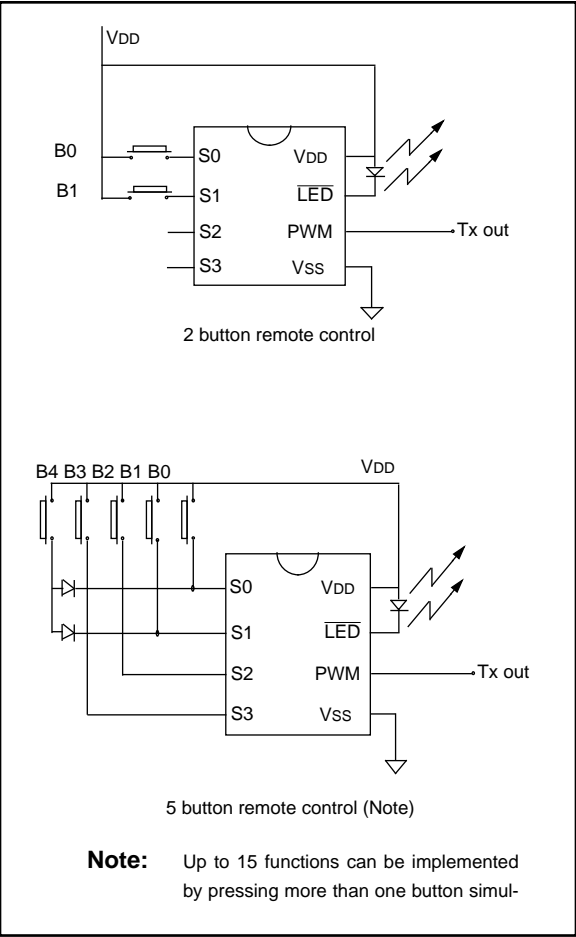 VDD
B0
B1
S0
S1
S2
S3
VDD
LED
PWM
VSS
Tx out
2 button remote control
B4 B3 B2 B1 B0
VDD
S0
S1
S2
S3
VDD
LED
PWM
VSS
Tx out
5 button remote control (Note)
Note: Up to 15 functions can be implemented
by pressing more than one button simul-